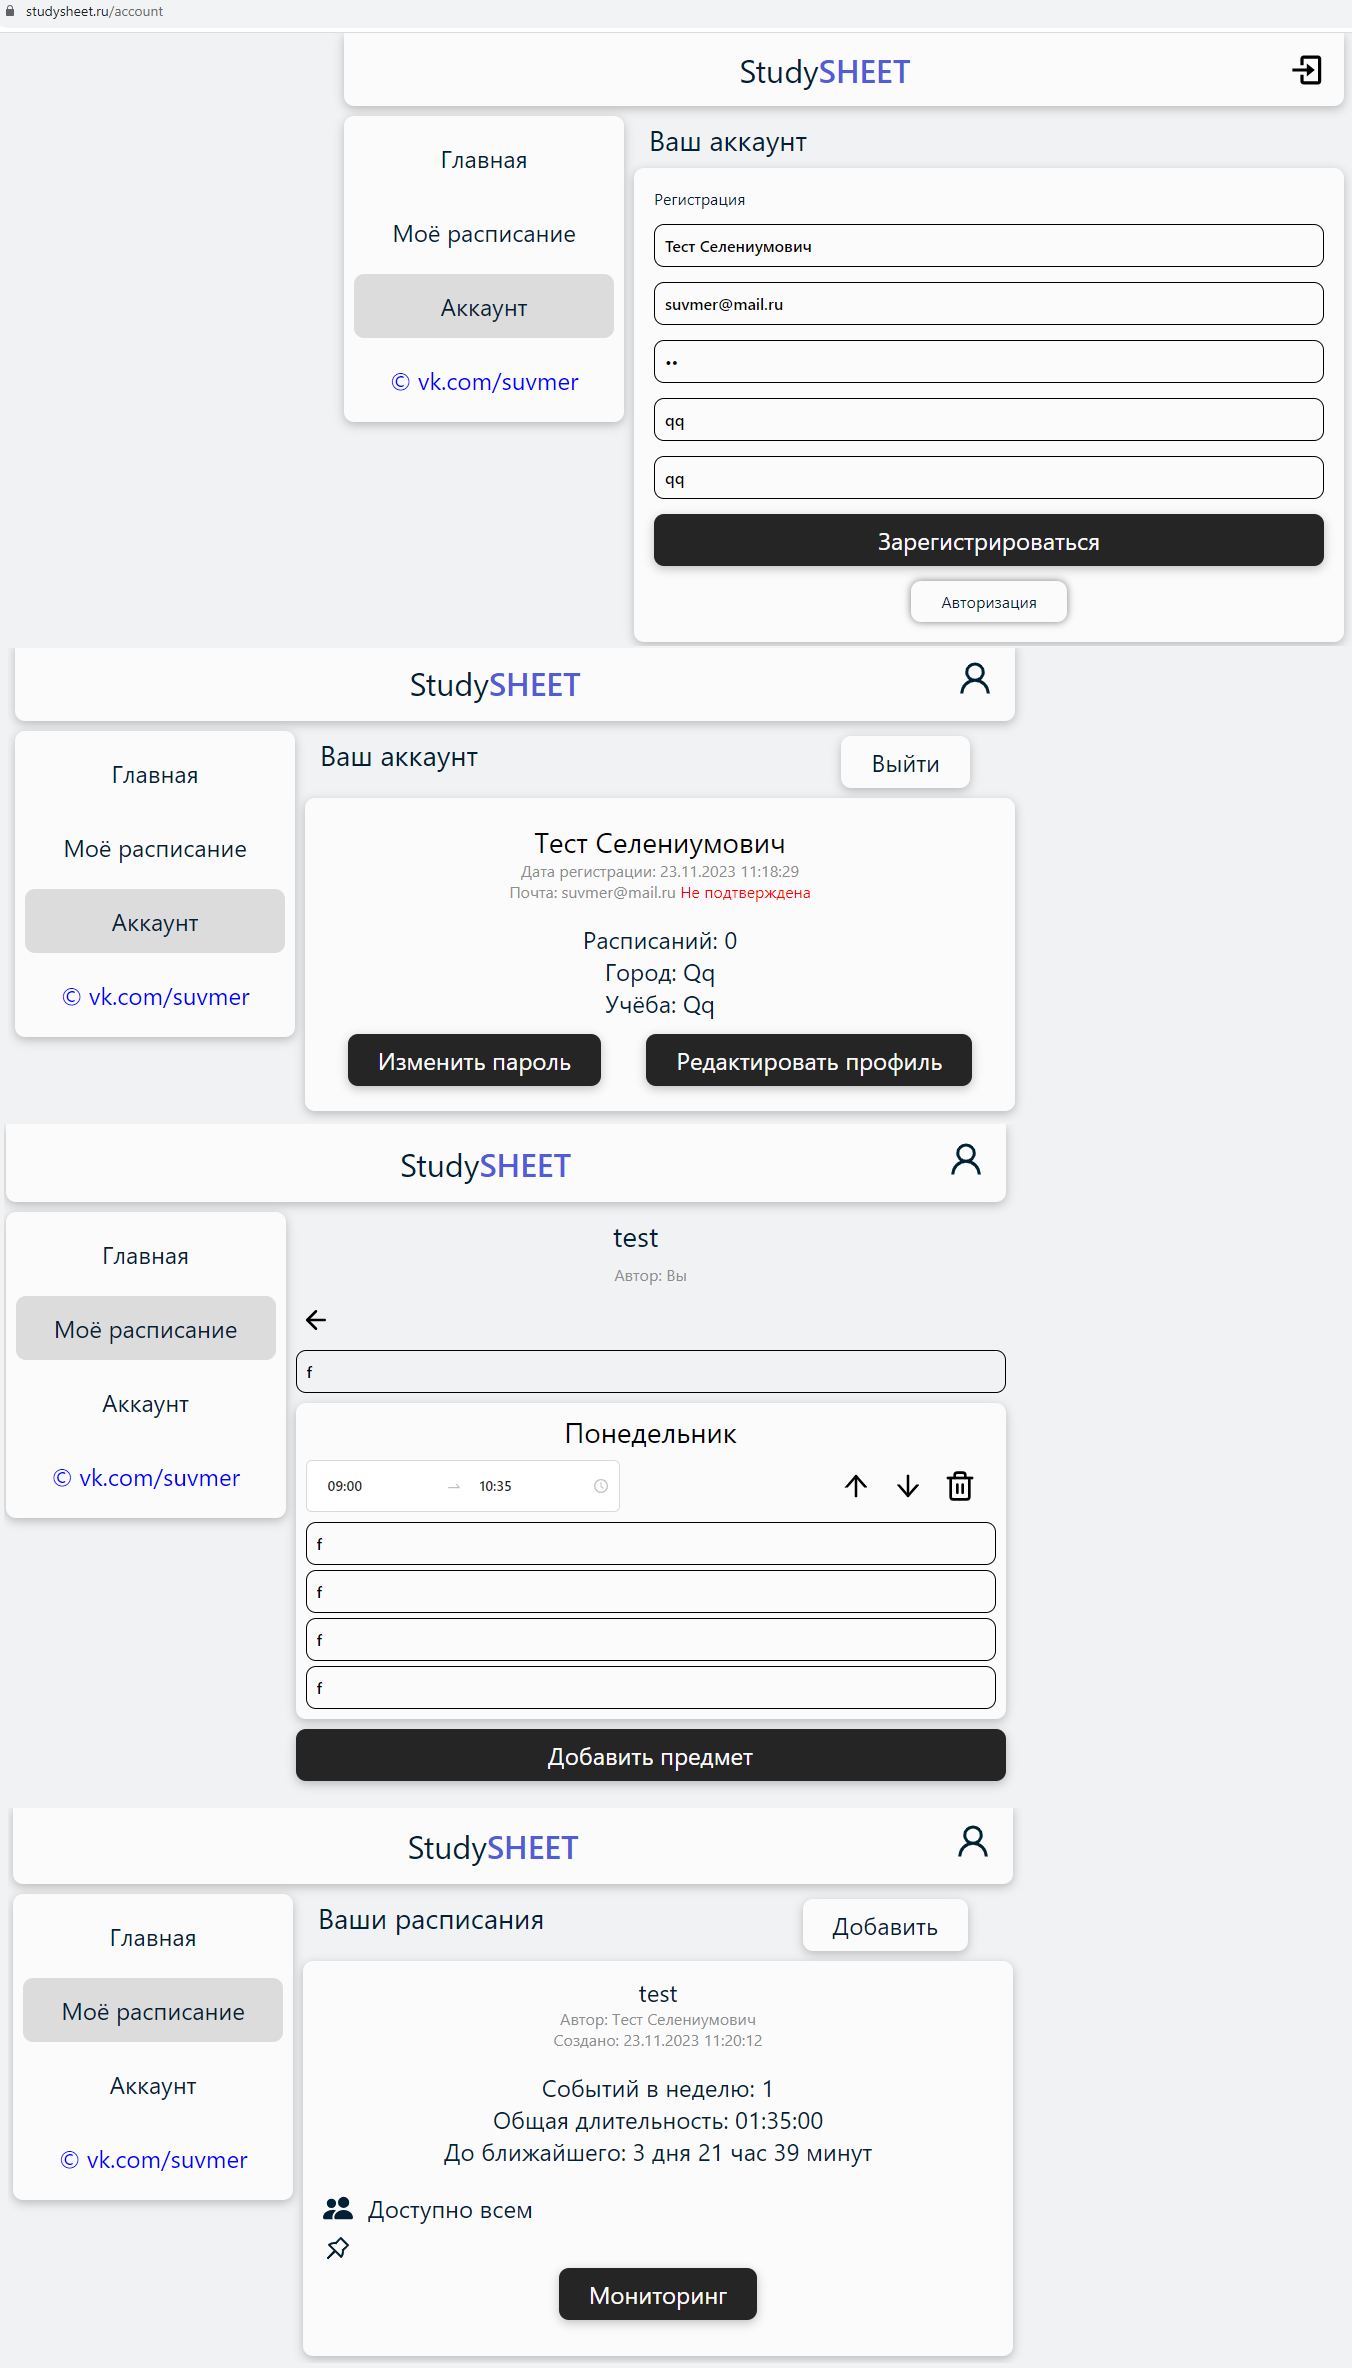 studysheet.ru/account
StudySHEET
Главная
Моё расписание
Аккаунт
© vk.com/suvmer
Ваш аккаунт
Регистрация
Тест Селениумович
suvmer@mail.ru
••
qq
qq
Зарегистрироваться
Авторизация
StudySHEET
Главная
Моё расписание
Аккаунт
© vk.com/suvmer
Ваш аккаунт
Выйти
Тест Селениумович
Дата регистрации: 23.11.2023 11:18:29
Почта: suvmer@mail.ru Не подтверждена
Расписаний: 0
Город: Qq
Учёба: Qq
Изменить пароль
Редактировать профиль
StudySHEET
Главная
Моё расписание
Аккаунт
© vk.com/suvmer
test
Автор: Вы
f
Понедельник
09:00 → 10:35
f
f
f
f
Добавить предмет
StudySHEET
Главная
Моё расписание
Аккаунт
© vk.com/suvmer
Ваши расписания
Добавить
test
Автор: Тест Селениумович
Создано: 23.11.2023 11:20:12
Событий в неделю: 1
Общая длительность: 01:35:00
До ближайшего: 3 дня 21 час 39 минут
Доступно всем
Мониторинг